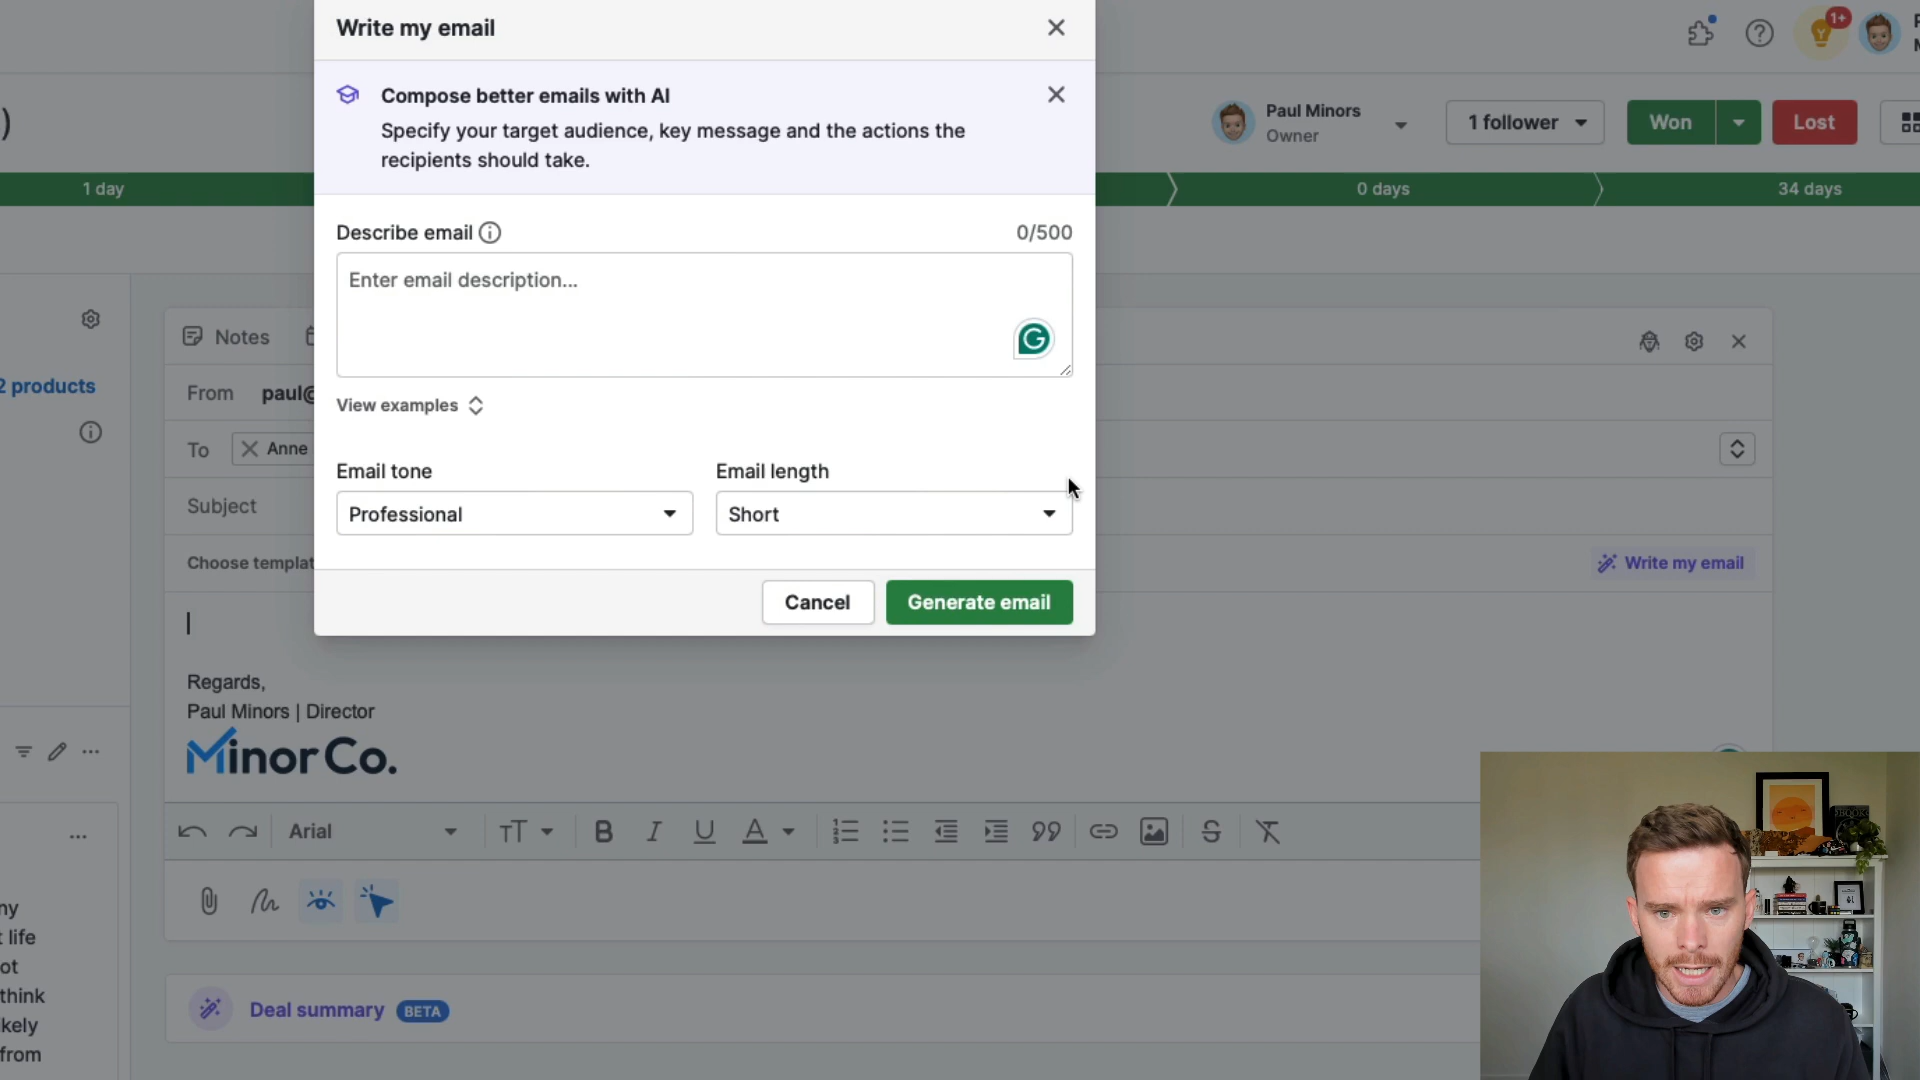 Write my email
Compose better emails with AI
Specify your target audience, key message and the actions the
recipients should take.
1+
)
Paul Minors
Owner
1 follower
Won
Lost
1 day
0 days
34 days
Describe email
0/500
Enter email description...
View examples
Email tone
Email length
Professional
Short
Cancel
Generate email
2 products
Notes
From paul@
To Anne
Subject
Choose templat
Write my email
Regards,
Paul Minors | Director
MinorCo.
Arial
Deal summary BETA
ny
t life
ot
think
kely
from